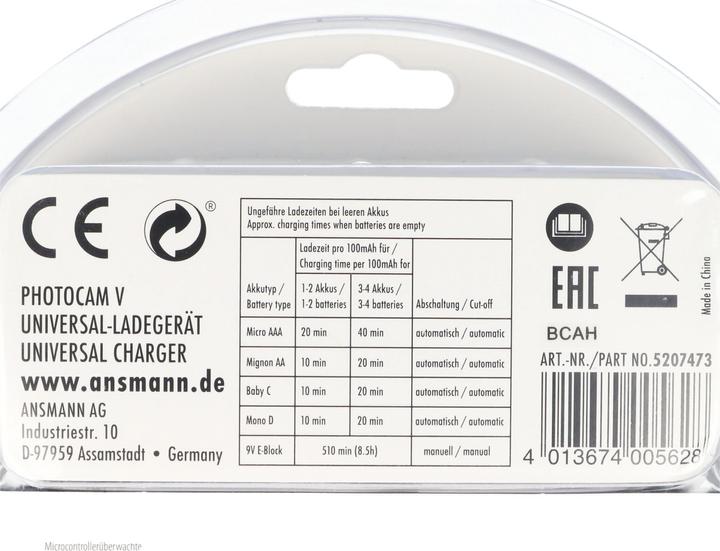 CE
®
PHOTOCAM V
UNIVERSAL-LADEGERÄT
UNIVERSAL CHARGER
www.ansmann.de
ANSMANN AG
Industriestr. 10
D-97959 Assamstadt • Germany
Ungefähre Ladezeiten bei leeren Akkus
Approx. charging times when batteries are empty
Ladezeit pro 100mAh für /
Charging time per 100mAh for
Akkutyp / 1-2 Akkus / 3-4 Akkus /
Battery type 1-2 batteries 3-4 batteries Abschaltung / Cut-off
Micro AAA 20 min 40 min automatisch / automatic
Mignon AA 10 min 20 min automatisch / automatic
Baby C 10 min 20 min automatisch / automatic
Mono D 10 min 20 min automatisch / automatic
9V E-Block 510 min (8.5h) manuell / manual
EAC
Made in China
BCAH
ART.-NR./PART NO.5207473
4 013674 005628
Microcontrollerüberwachte